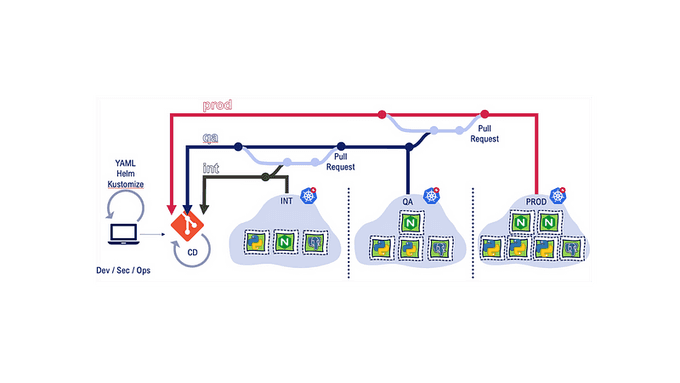 prod
qa
int
Pull
Request
Pull
Request
YAML
Helm
Kustomize
INT
QA
PROD
CD
Dev / Sec / Ops